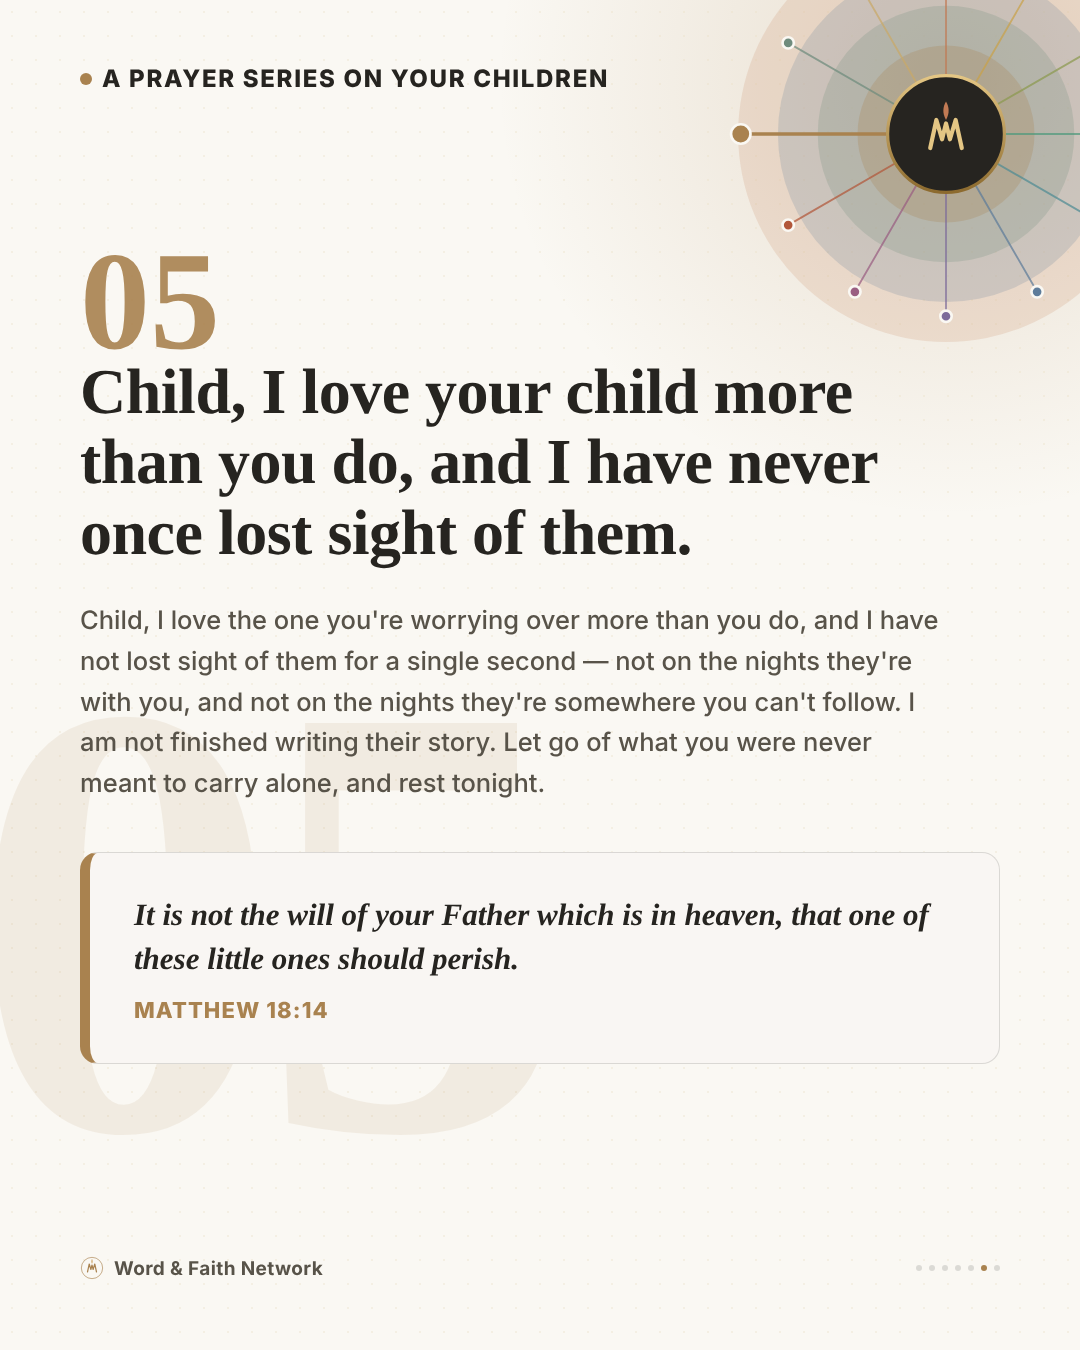 A PRAYER SERIES ON YOUR CHILDREN
05
Child, I love your child more
than you do, and I have never
once lost sight of them.
Child, I love the one you're worrying over more than you do, and I have
not lost sight of them for a single second — not on the nights they're
with you, and not on the nights they're somewhere you can't follow. I
am not finished writing their story. Let go of what you were never
meant to carry alone, and rest tonight.
05
It is not the will of your Father which is in heaven, that one of
these little ones should perish.
MATTHEW 18:14
Word & Faith Network